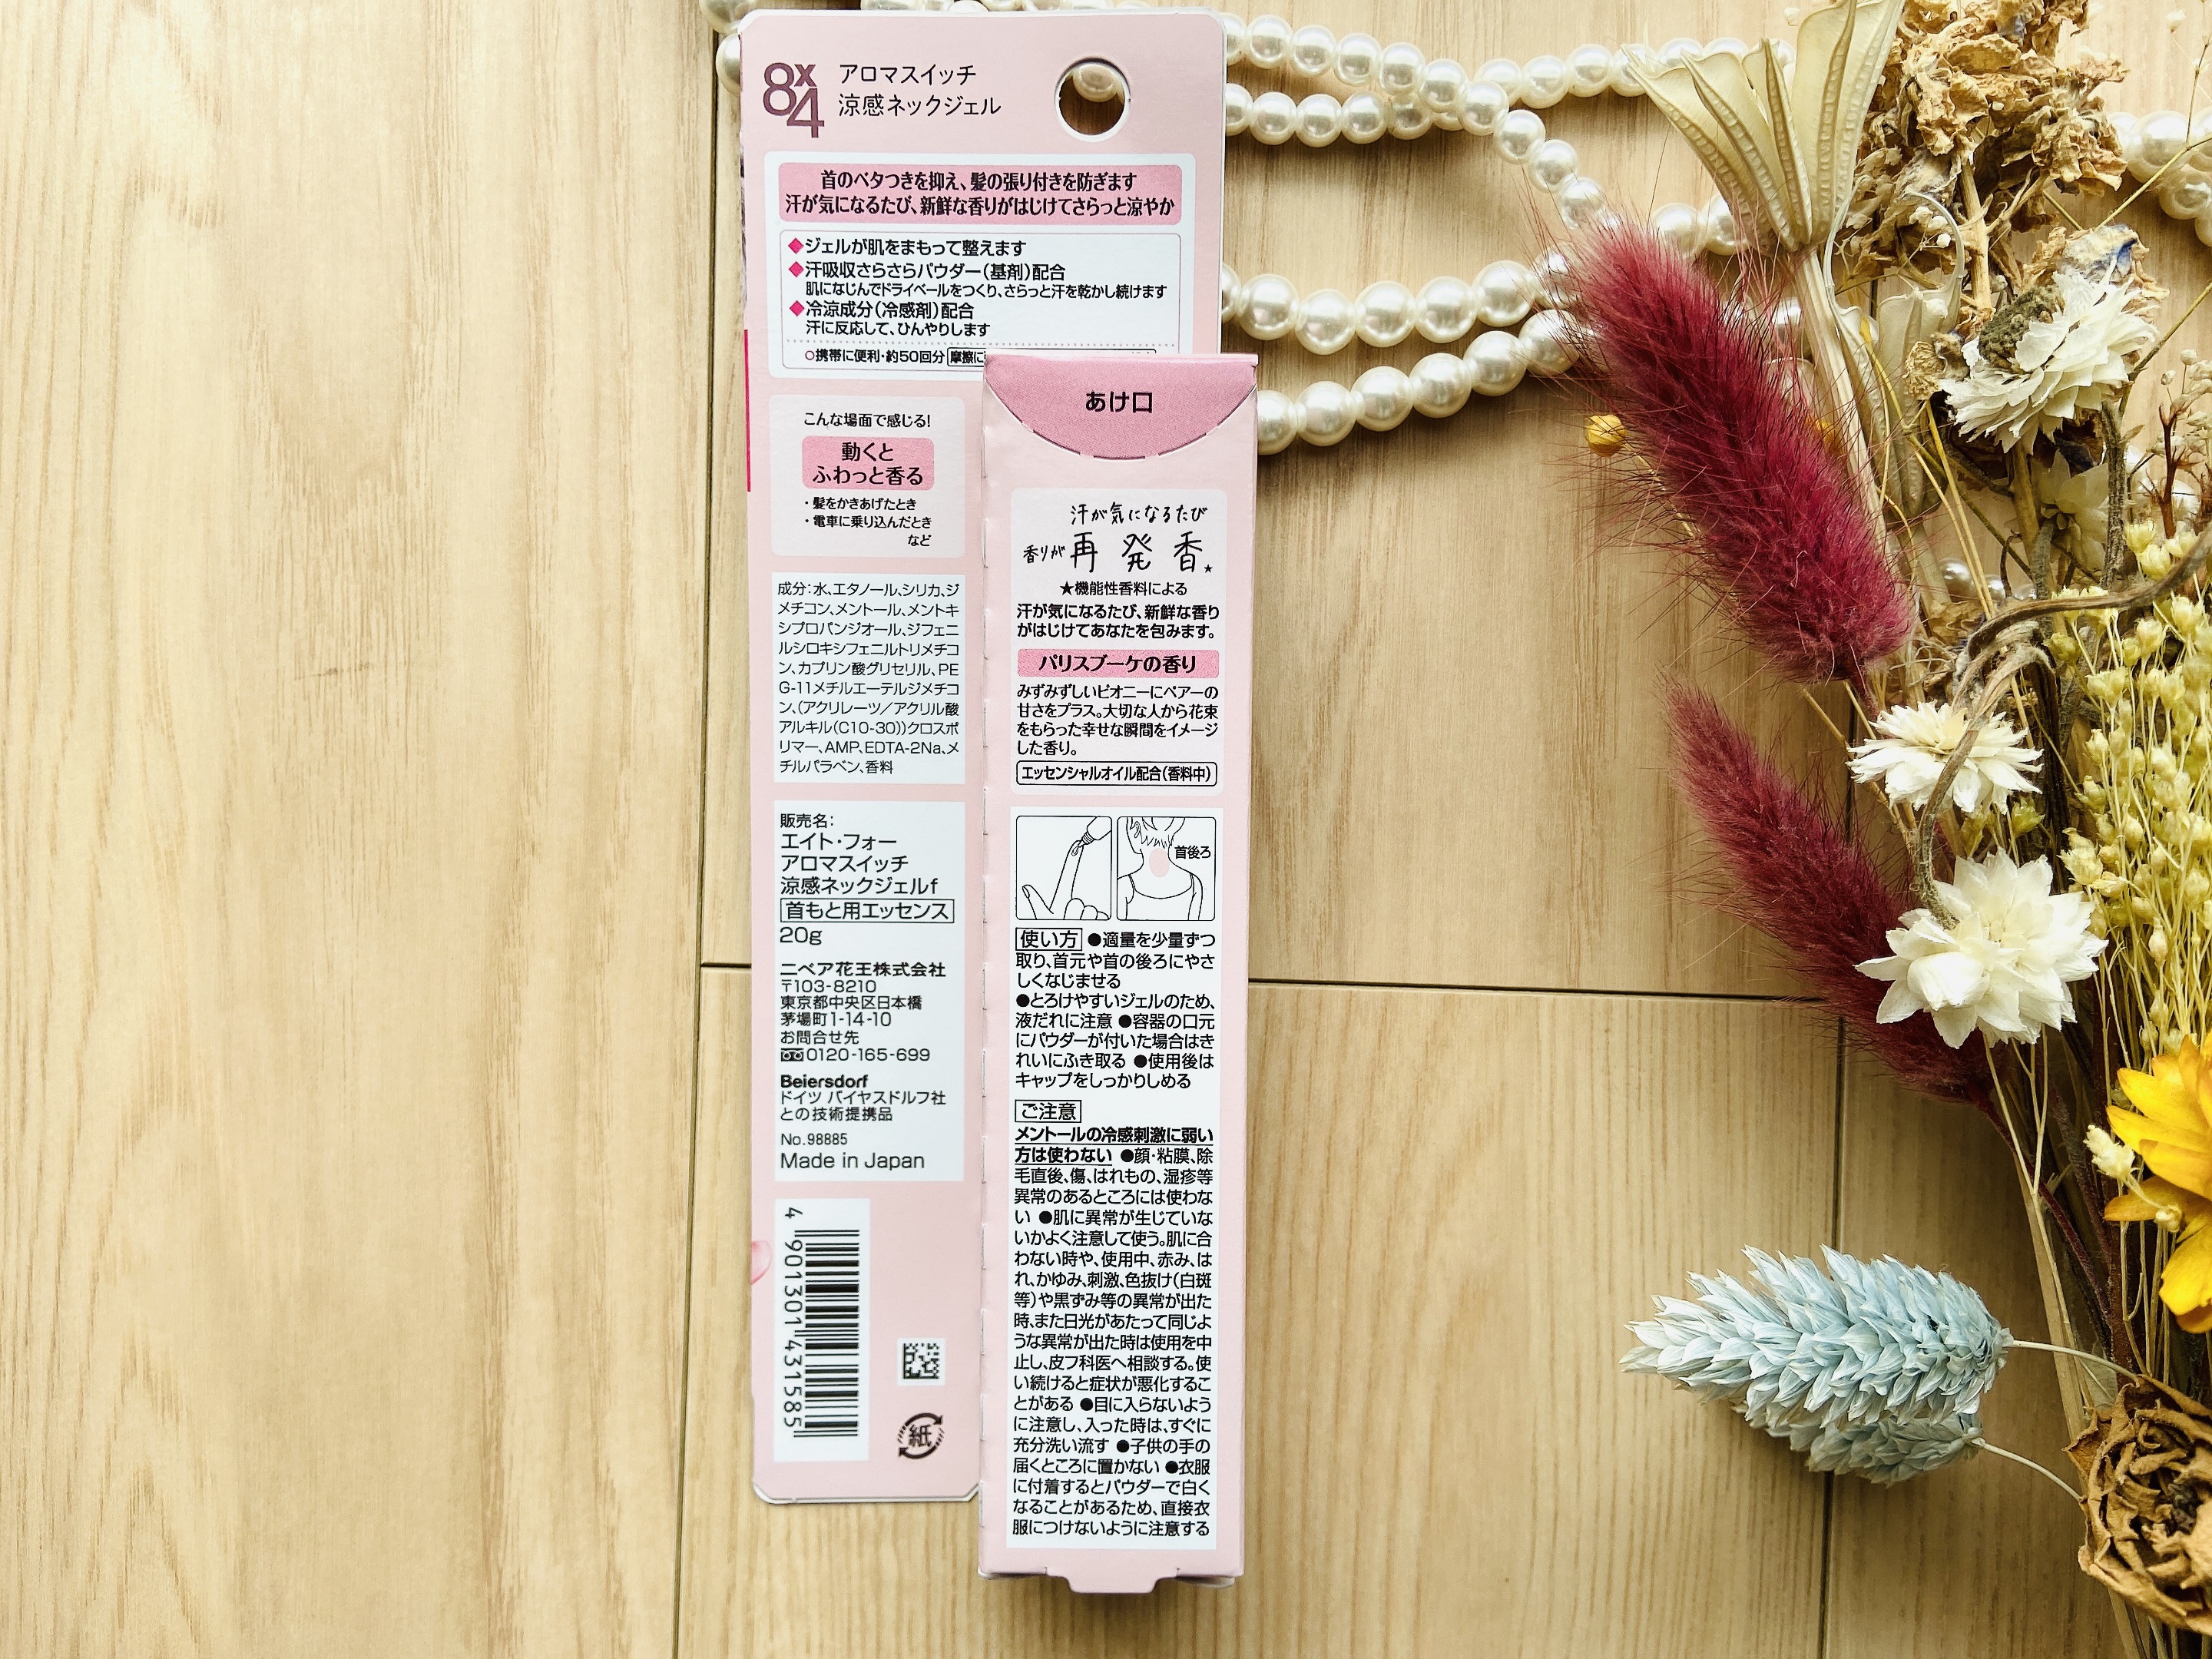 8x4
アロマスイッチ
涼感ネックジェル
首のベタつきを抑え、髪の張り付きを防ぎます
汗が気になるたび、新鮮な香りがはじけてさらっと涼やか
◆ジェルが肌をまもって整えます
◆汗吸収さらさらパウダー(基剤)配合
肌になじんでドライベールをつくり、さらっと汗を乾かし続けます
◆冷涼成分(冷感剤)配合
汗に反応して、ひんやりします
○携帯に便利・約50回分 摩擦に
こんな場面で感じる!
動くと
ふわっと香る
・髪をかきあげたとき
・電車に乗り込んだとき
など
成分:水、エタノール、シリカ、ジ
メチコン、メントール、メントキ
シプロパンジオール、ジフェニ
ルシロキシフェニルトリメチコ
ン、カプリン酸グリセリル、PE
G-11メチルエーテルジメチコ
ン、(アクリレーツ/アクリル酸
アルキル(C10-30))クロスポ
リマー、AMP、EDTA-2Na、メ
チルパラベン、香料
販売名:
エイト・フォー
アロマスイッチ
涼感ネックジェルf
首もと用エッセンス
20g
ニベア花王株式会社
〒103-8210
東京都中央区日本橋
茅場町1-14-10
お問合せ先
0120-165-699
Beiersdorf
ドイツ バイヤスドルフ社
との技術提携品
No.98885
Made in Japan
4 901301 431585
紙
あけ口
汗が気になるたび
香りが再発香★
★機能性香料による
汗が気になるたび、新鮮な香り
がはじけてあなたを包みます。
パリスブーケの香り
みずみずしいピオニーにペアーの
甘さをプラス。大切な人から花束
をもらった幸せな瞬間をイメージ
した香り。
エッセンシャルオイル配合(香料中)
首後ろ
使い方 ●適量を少量ずつ
取り、首元や首の後ろにやさ
しくなじませる
●とろけやすいジェルのため、
液だれに注意 ●容器の口元
にパウダーが付いた場合はき
れいにふき取る ●使用後は
キャップをしっかりしめる
ご注意
メントールの冷感刺激に弱い
方は使わない ●顔・粘膜、除
毛直後、傷、はれもの、湿疹等
異常のあるところには使わな
い ●肌に異常が生じていな
いかよく注意して使う。肌に合
わない時や、使用中、赤み、は
れ、かゆみ、刺激、色抜け(白斑
等)や黒ずみ等の異常が出た
時、また日光があたって同じよ
うな異常が出た時は使用を中
止し、皮フ科医へ相談する。使
い続けると症状が悪化するこ
とがある ●目に入らないよう
に注意し、入った時は、すぐに
充分洗い流す ●子供の手の
届くところに置かない ●衣服
に付着するとパウダーで白く
なることがあるため、直接衣
服につけないように注意する